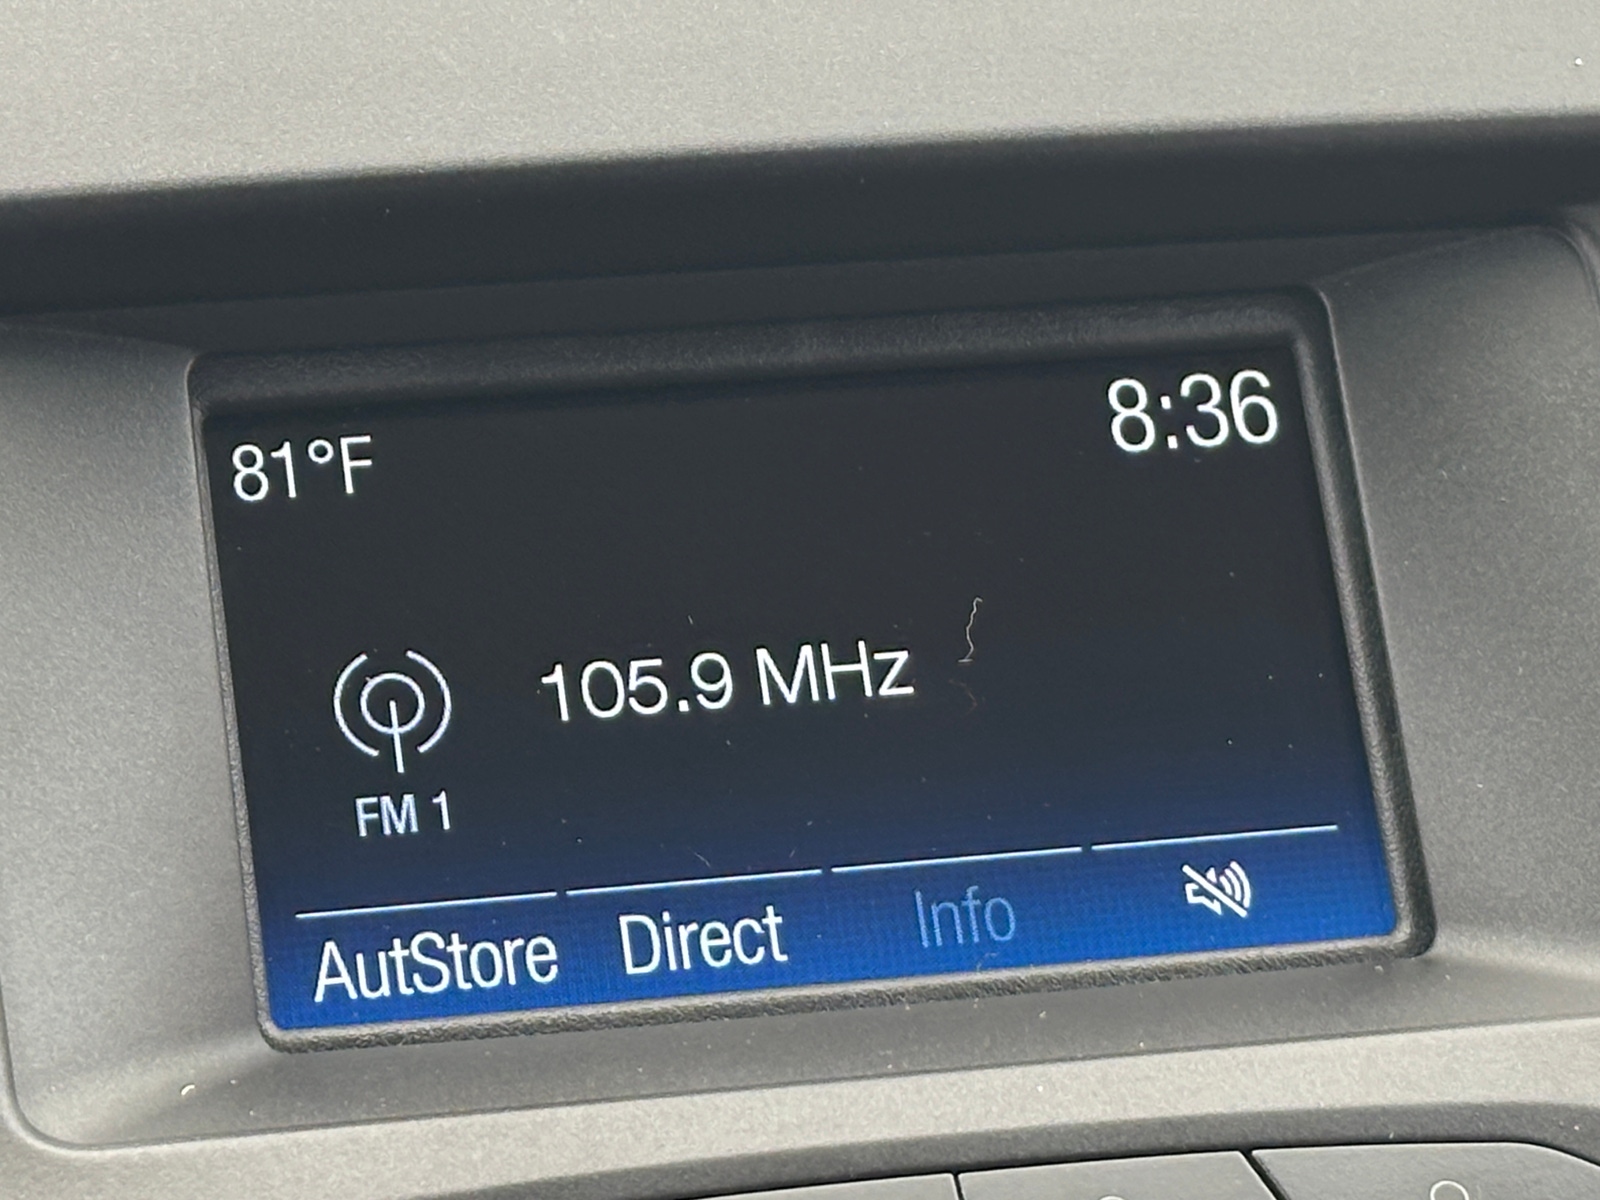 81°F
8:36
105.9 MHz
FM 1
AutStore
Direct
Info